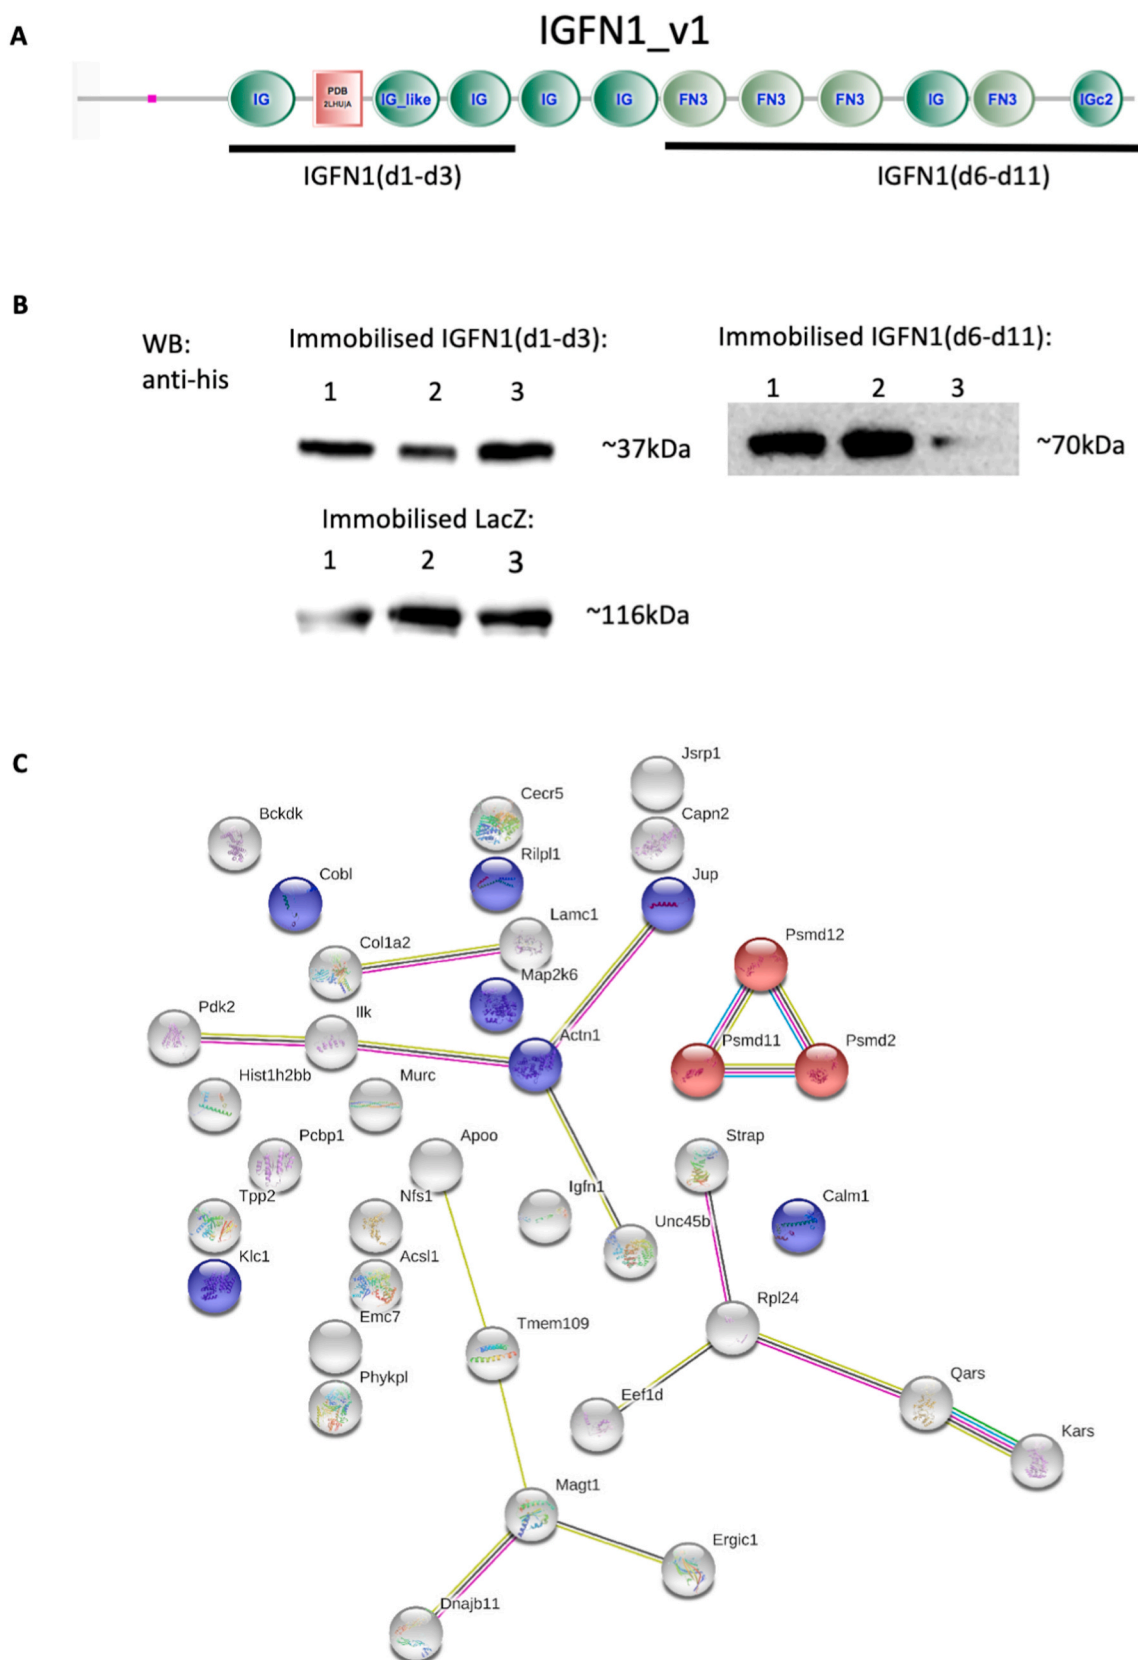 A
IGFN1_v1
IG
PDB
2LHU|A
IG_like
IG
IG
IG
FN3
FN3
FN3
IG
FN3
IGc2
IGFN1(d1-d3)
IGFN1(d6-d11)
B
WB:
anti-his
Immobilised IGFN1(d1-d3):
1 2 3
~37kDa
Immobilised IGFN1(d6-d11):
1 2 3
~70kDa
Immobilised LacZ:
1 2 3
~116kDa
C
Jsrp1
Cecr5
Capn2
Bckdk
Rilpl1
Cobl
Jup
Lamc1
Col1a2
Psmd12
Map2k6
Pdk2
Ilk
Actn1
Psmd11
Psmd2
Hist1h2bb
Murc
Pcbp1
Apoo
Strap
Tpp2
Nfs1
Igfn1
Unc45b
Calm1
Klc1
Acsl1
Rpl24
Emc7
Tmem109
Phykpl
Eef1d
Qars
Kars
Magt1
Ergic1
Dnajb11